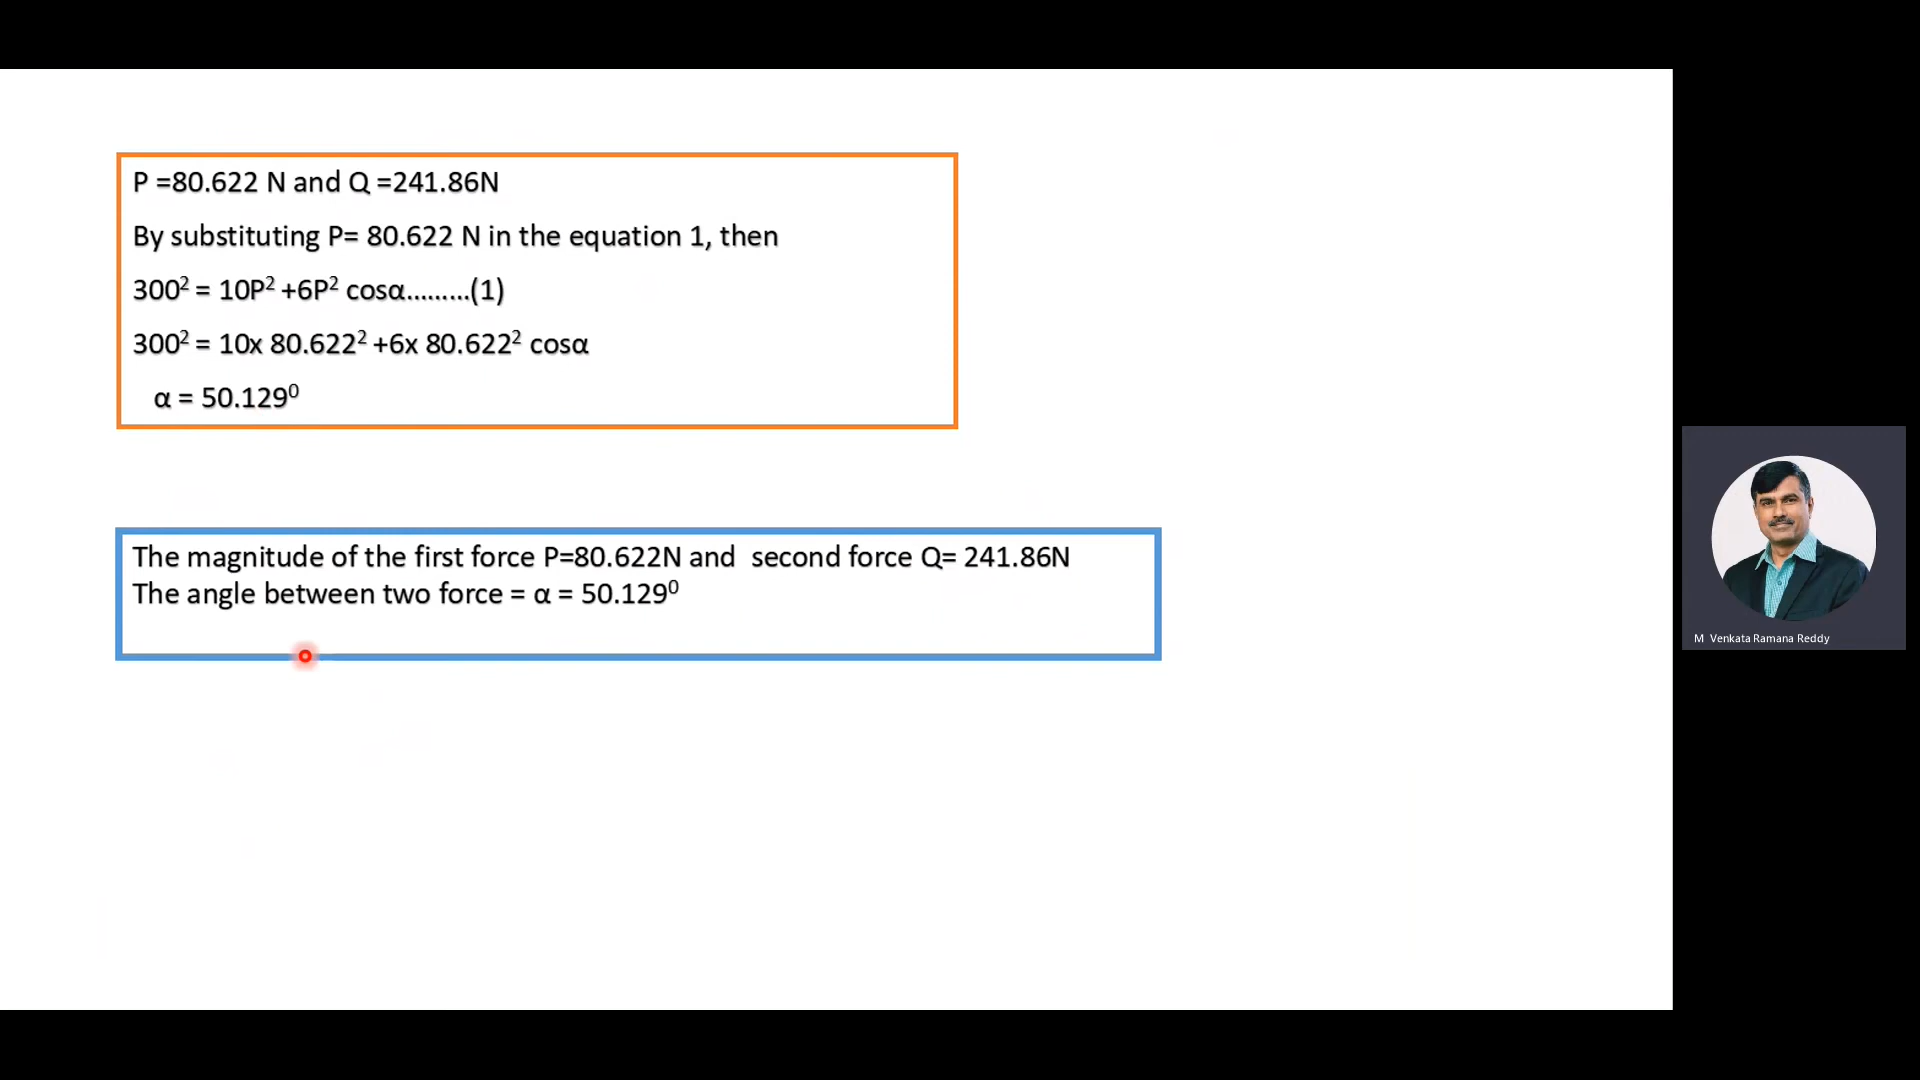 P =80.622 N and Q =241.86N
By substituting P= 80.622 N in the equation 1, then
300² = 10P² +6P² cosα.........(1)
300² = 10x 80.622² +6x 80.622² cosα
α = 50.129⁰
The magnitude of the first force P=80.622N and  second force Q= 241.86N
The angle between two force = α = 50.129⁰
M Venkata Ramana Reddy